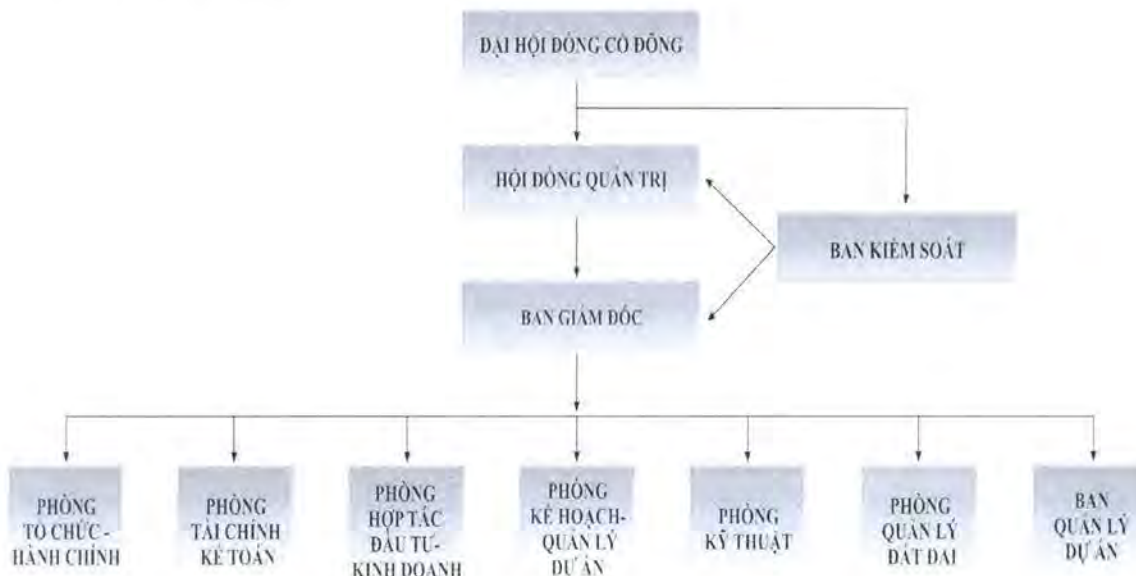 ĐẠI HỘI ĐỒNG CỔ ĐÔNG
HỘI ĐỒNG QUẢN TRỊ
BAN KIỂM SOÁT
BAN GIÁM ĐỐC
PHÒNG
TỔ CHỨC -
HÀNH CHÍNH
PHÒNG
TÀI CHÍNH
KẾ TOÁN
PHÒNG
HỢP TÁC
ĐẦU TƯ-
KINH DOANH
PHÒNG
KẾ HOẠCH-
QUẢN LÝ
DỰ ÁN
PHÒNG
KỸ THUẬT
PHÒNG
QUẢN LÝ
ĐẤT ĐAI
BAN
QUẢN LÝ
DỰ ÁN